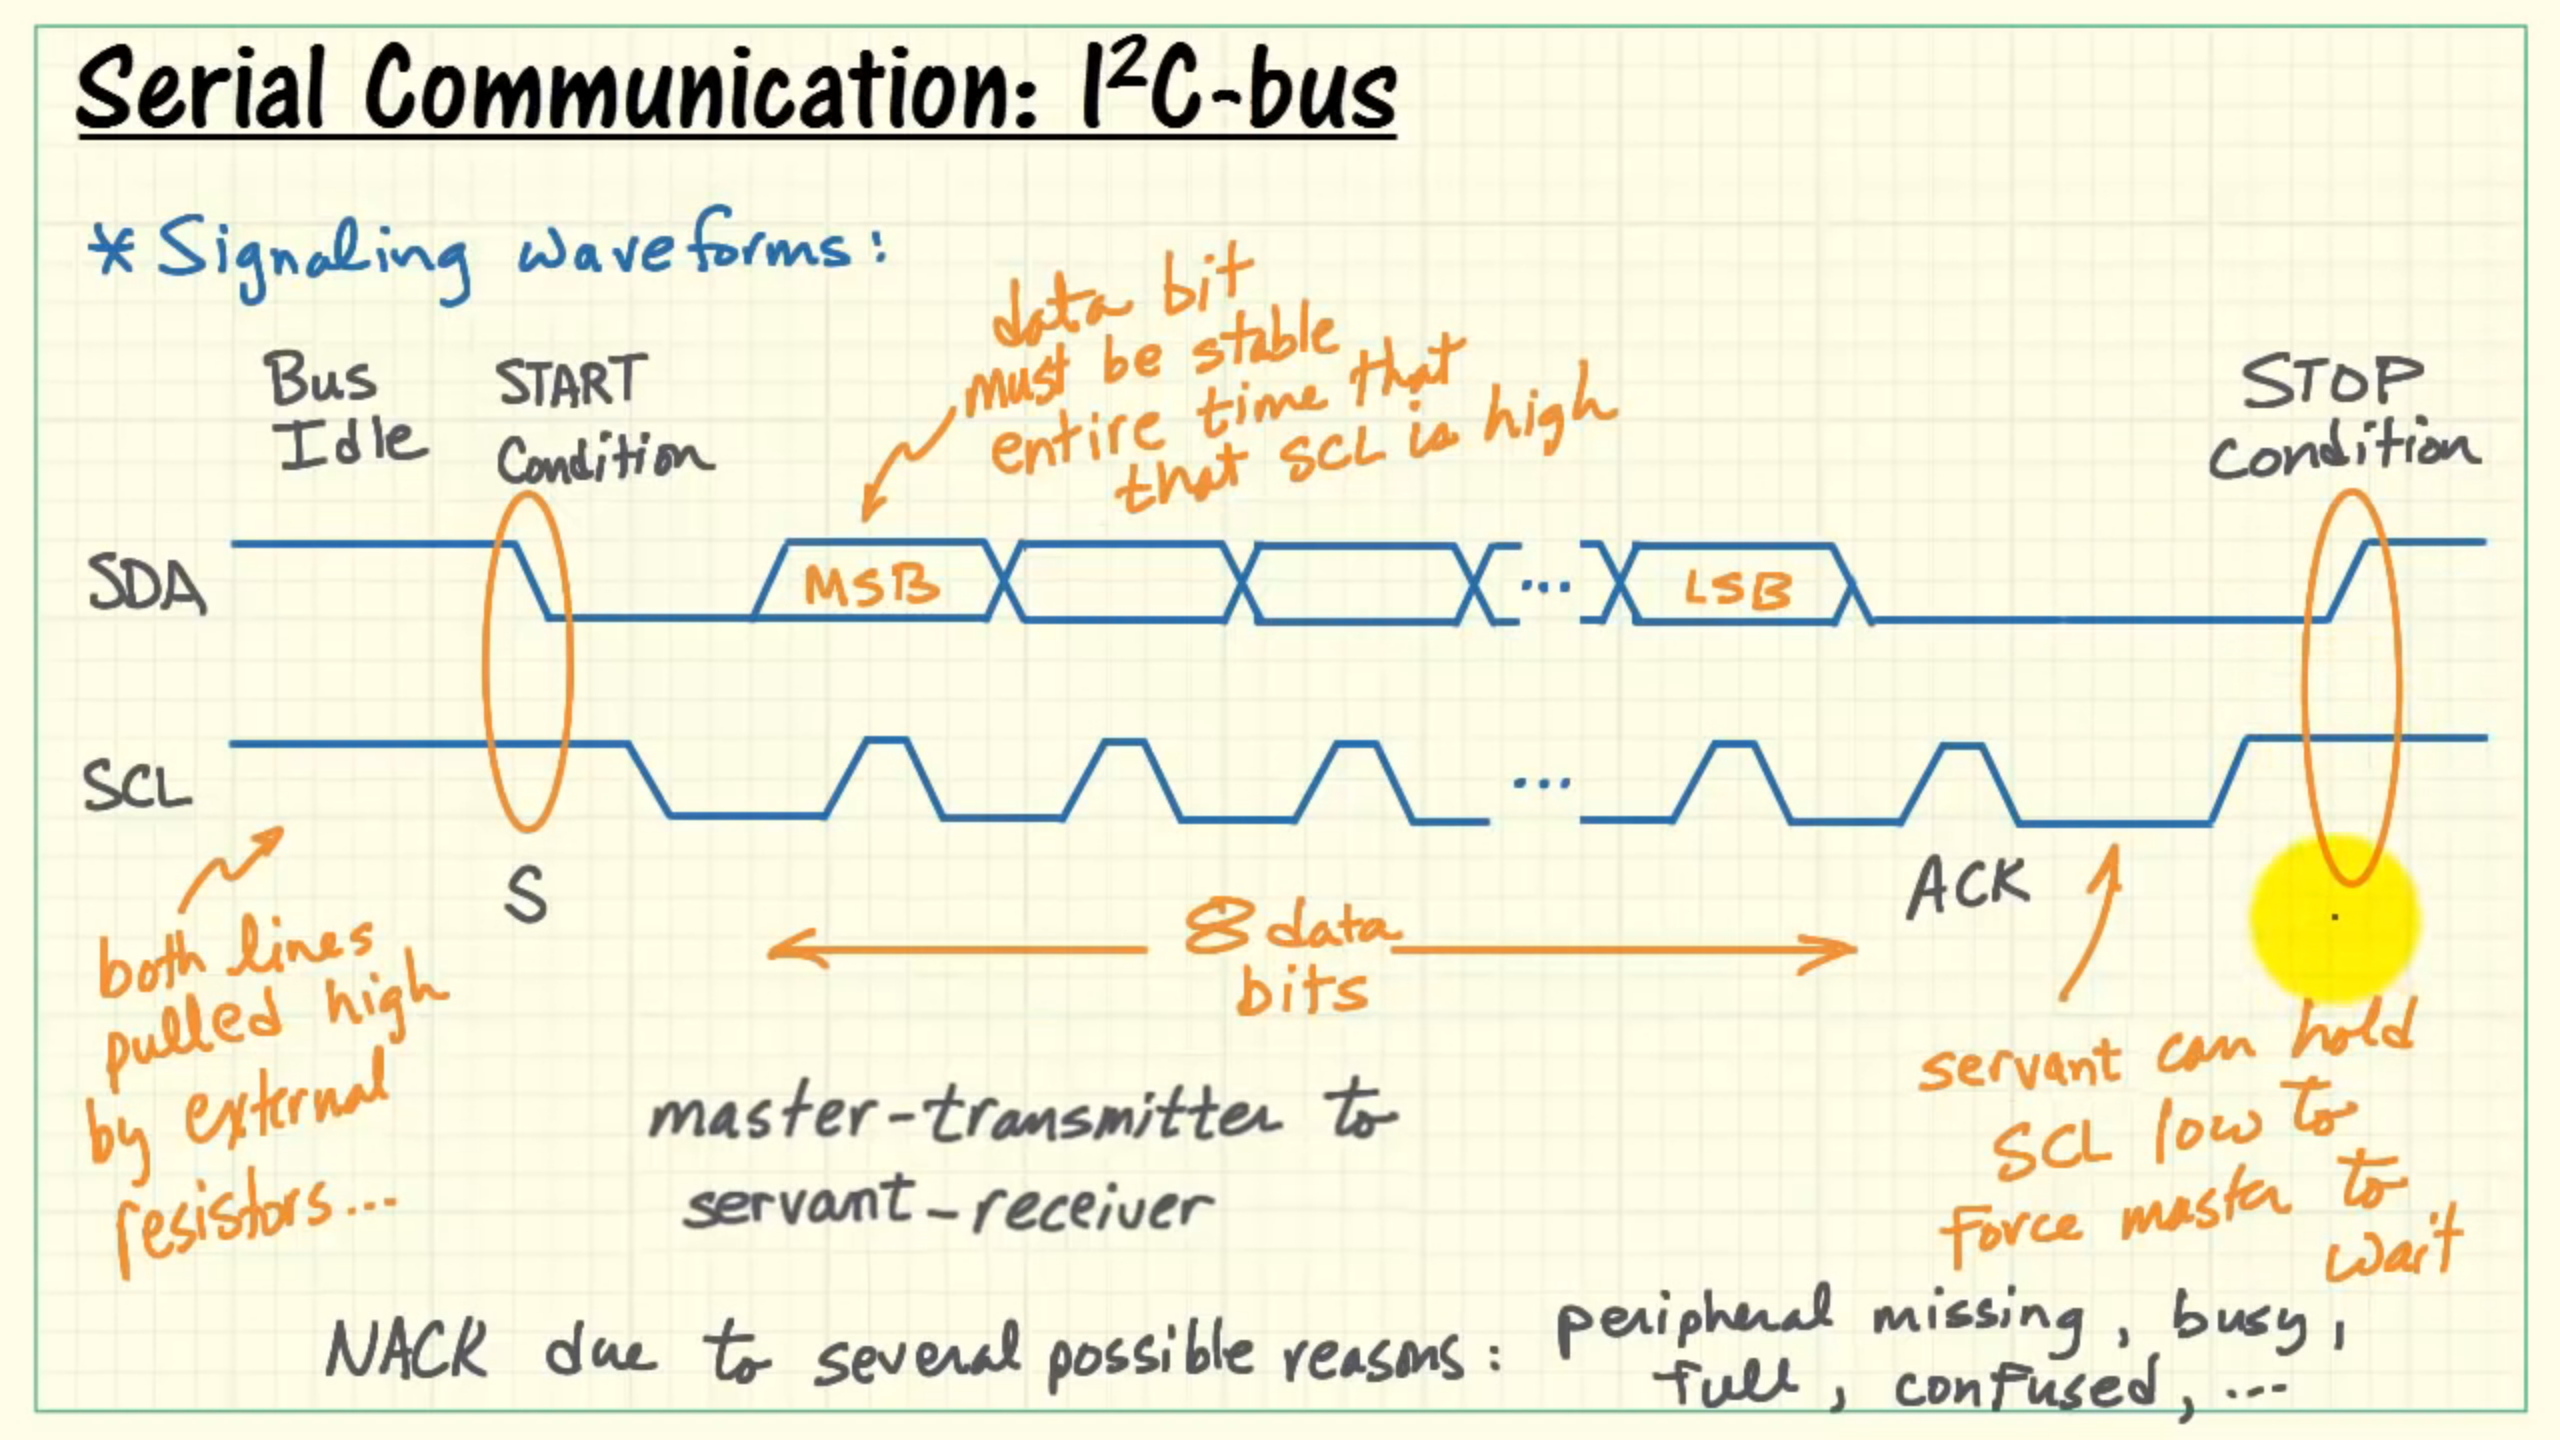 Serial Communication: I²C-bus
* Signaling waveforms:
Bus
Idle
START
Condition
data bit
must be stable
entire time that
that SCL is high
STOP
Condition
SDA
MSB
...
LSB
SCL
...
S
8 data
bits
ACK
both lines
pulled high
by external
resistors...
servant can hold
SCL low to
force master to
wait
master-transmitter to
servant-receiver
NACK due to several possible reasons:
peripheral missing, busy,
full, confused, ...